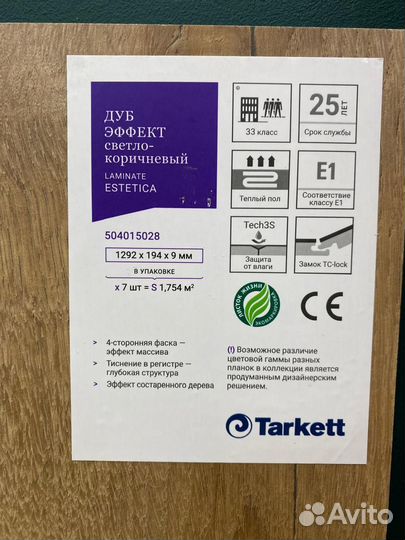 ДУБ
ЭФФЕКТ
светло-
коричневый
LAMINATE
ESTETICA
504015028
1292 x 194 x 9 мм
В УПАКОВКЕ
x 7 шт = S 1,754 м²
33 класс
25 ЛЕТ
Срок службы
Теплый пол
E1
Соответствие
классу E1
Tech3S
Защита
от влаги
Замок TC-lock
ЛИСТОК ЖИЗНИ
CE
> 4-сторонняя фаска —
эффект массива
> Тиснение в регистре —
глубокая структура
> Эффект состаренного дерева
(!) Возможное различие
цветовой гаммы разных
планок в коллекции является
продуманным дизайнерским
решением.
Tarkett
Avito